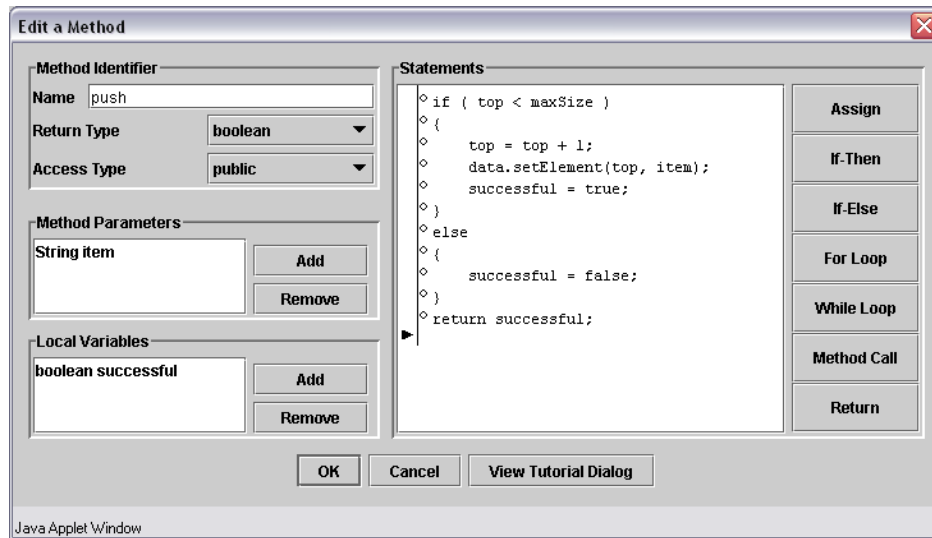 Edit a Method
Method Identifier
Name push
Return Type boolean
Access Type public
Method Parameters
String item
Add
Remove
Local Variables
boolean successful
Add
Remove
Statements
if ( top < maxSize )
{
top = top + 1;
data.setElement(top, item);
successful = true;
}
else
{
successful = false;
}
return successful;
Assign
If-Then
If-Else
For Loop
While Loop
Method Call
Return
OK
Cancel
View Tutorial Dialog
Java Applet Window